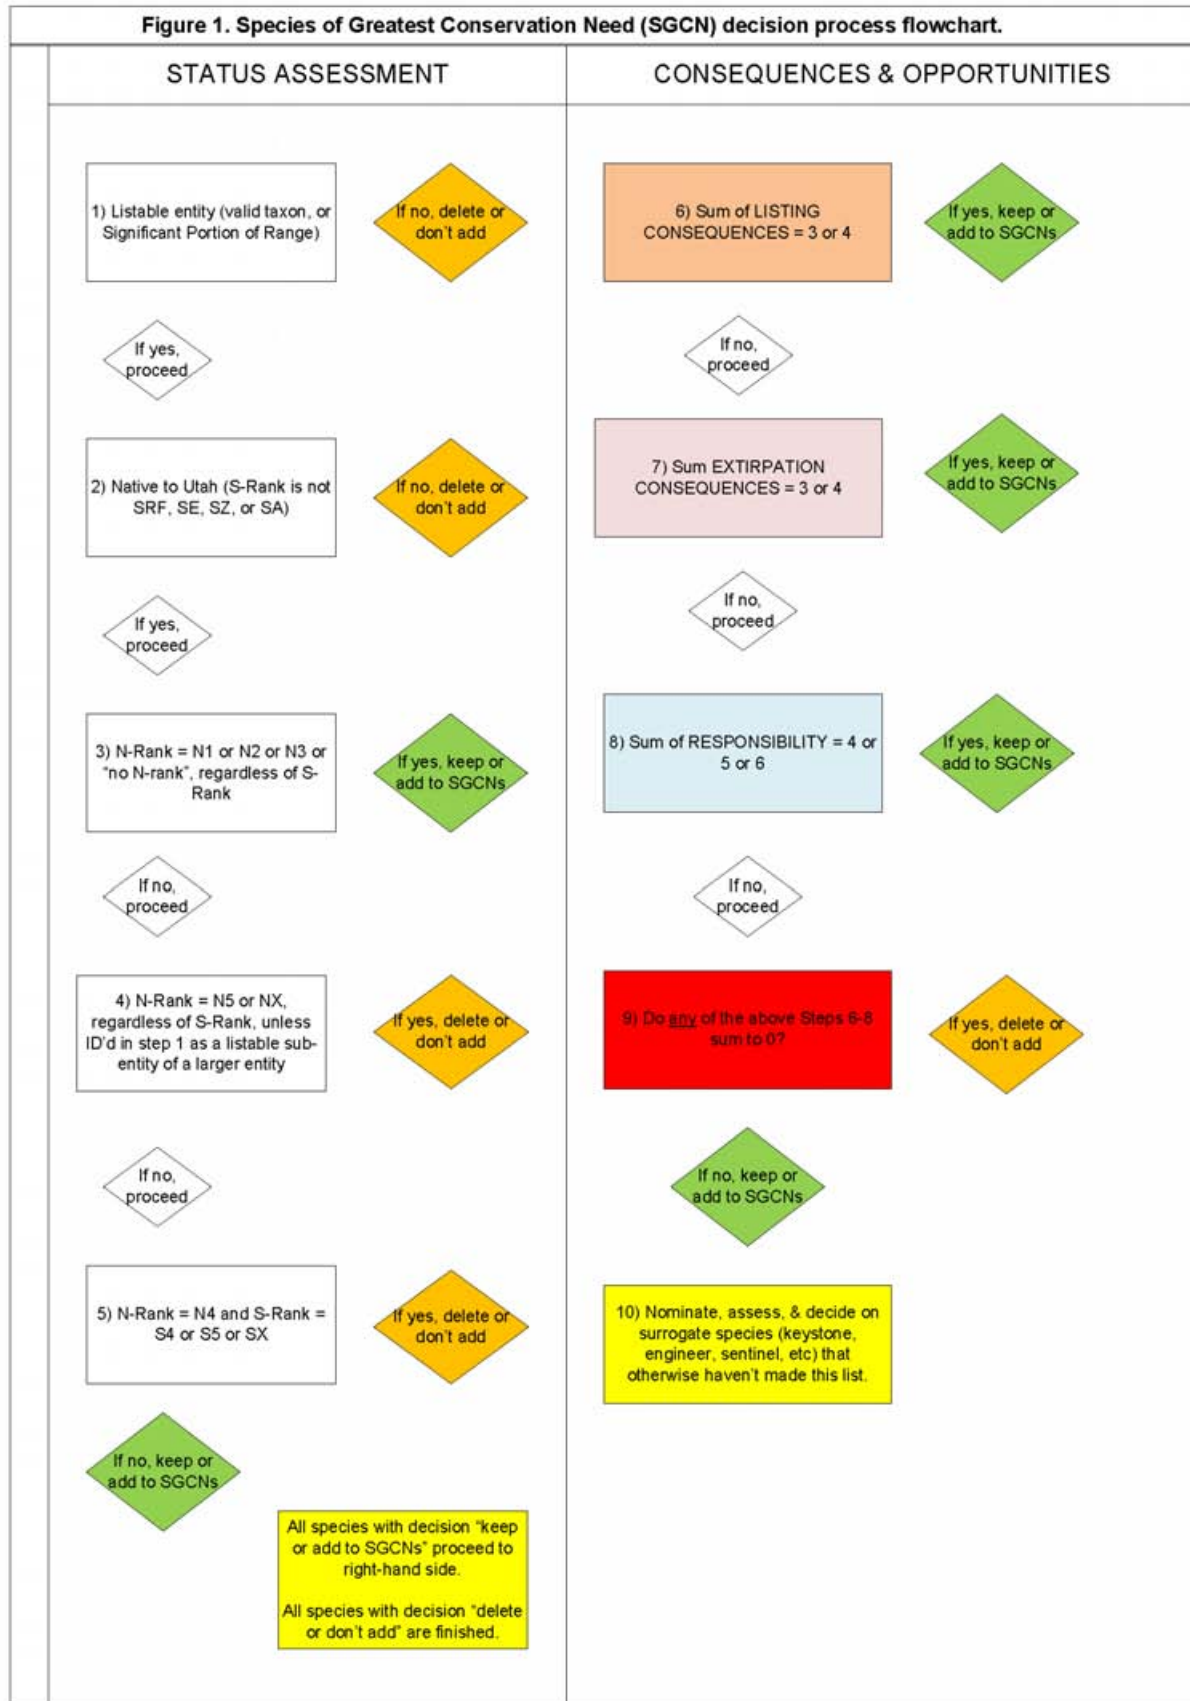 Figure 1. Species of Greatest Conservation Need (SGCN) decision process flowchart.
STATUS ASSESSMENT
1) Listable entity (valid taxon, or
Significant Portion of Range)
If no, delete or
don't add
If yes,
proceed
2) Native to Utah (S-Rank is not
SRF, SE, SZ, or SA)
If no, delete or
don't add
If yes,
proceed
3) N-Rank = N1 or N2 or N3 or
"no N-rank", regardless of S-
Rank
If yes, keep or
add to SGCNs
If no,
proceed
4) N-Rank = N5 or NX,
regardless of S-Rank, unless
ID'd in step 1 as a listable sub-
entity of a larger entity
If yes, delete or
don't add
If no,
proceed
5) N-Rank = N4 and S-Rank =
S4 or S5 or SX
If yes, delete or
don't add
If no, keep or
add to SGCNs
All species with decision "keep
or add to SGCNs" proceed to
right-hand side.
All species with decision "delete
or don't add" are finished.
CONSEQUENCES & OPPORTUNITIES
6) Sum of LISTING
CONSEQUENCES = 3 or 4
If yes, keep or
add to SGCNs
If no,
proceed
7) Sum EXTIRPATION
CONSEQUENCES = 3 or 4
If yes, keep or
add to SGCNs
If no,
proceed
8) Sum of RESPONSIBILITY = 4 or
5 or 6
If yes, keep or
add to SGCNs
If no,
proceed
9) Do any of the above Steps 6-8
sum to 0?
If yes, delete or
don't add
If no, keep or
add to SGCNs
10) Nominate, assess, & decide on
surrogate species (keystone,
engineer, sentinel, etc) that
otherwise haven't made this list.